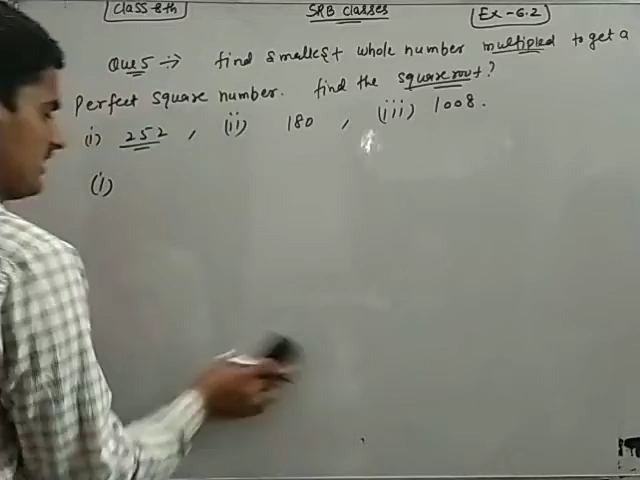 Class 8th SRB Classes Ex-6.2
Que 5 → find smallest whole number multipled to get a
Perfect square number. find the square root?
(i) 252 , (ii) 180 , (iii) 1008.
(i)